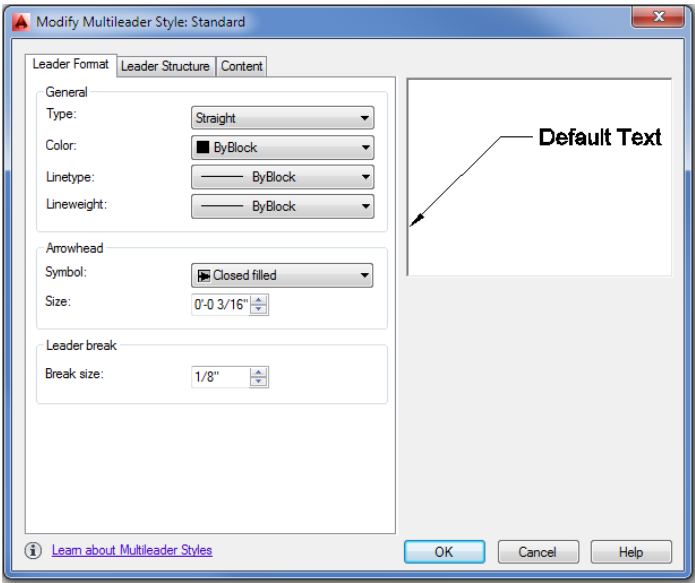 Modify Multileader Style: Standard
Leader Format Leader Structure Content
General
Type: Straight
Color: ByBlock
Linetype: ByBlock
Lineweight: ByBlock
Arrowhead
Symbol: Closed filled
Size: 0'-0 3/16"
Leader break
Break size: 1/8"
Default Text
Learn about Multileader Styles
OK Cancel Help